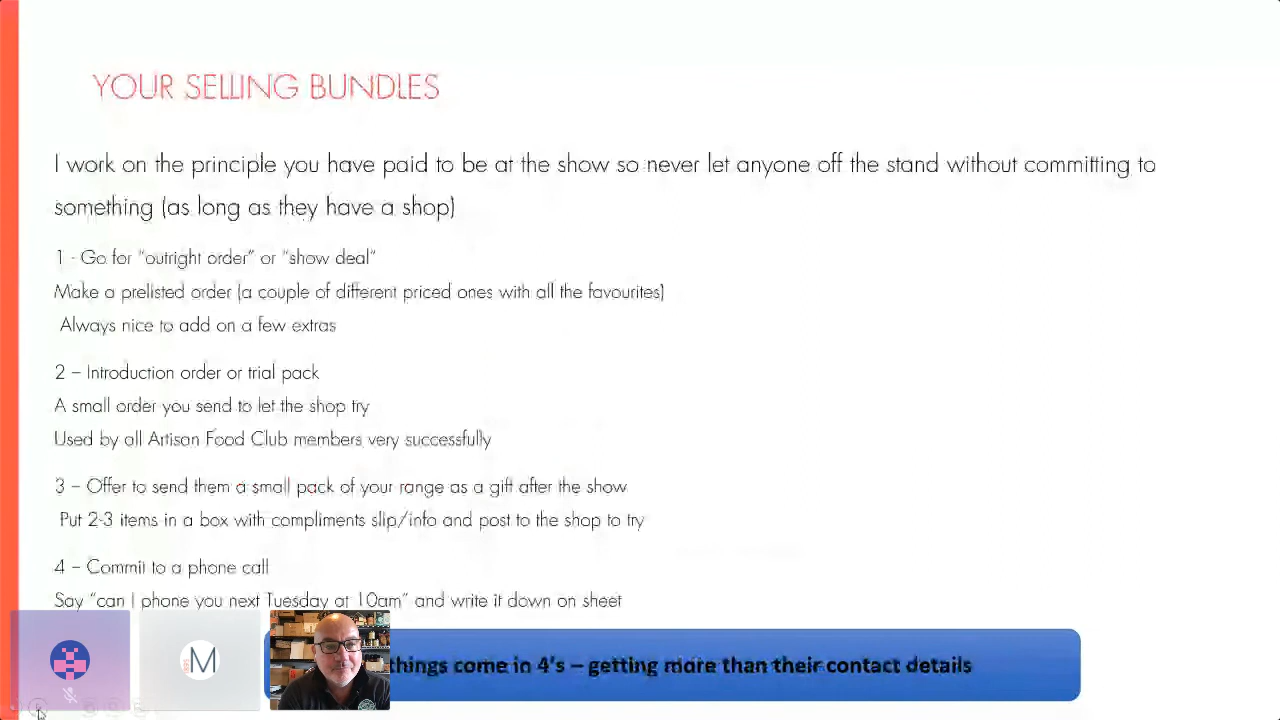 YOUR SELLING BUNDLES
I work on the principle you have paid to be at the show so never let anyone off the stand without committing to
something (as long as they have a shop)
1 - Go for "outright order" or "show deal"
Make a prelisted order (a couple of different priced ones with all the favourites)
Always nice to add on a few extras
2 – Introduction order or trial pack
A small order you send to let the shop try
Used by all Artisan Food Club members very successfully
3 – Offer to send them a small pack of your range as a gift after the show
Put 2-3 items in a box with compliments slip/info and post to the shop to try
4 – Commit to a phone call
Say "can I phone you next Tuesday at 10am" and write it down on sheet
things come in 4's – getting more than their contact details
M